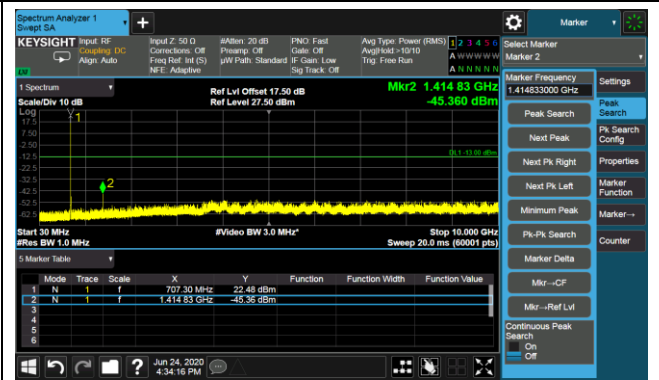 Spectrum Analyzer 1
Swept SA
Marker
KEYSIGHT
Input: RF
Coupling: DC
Align: Auto
Input Z: 50 Ω
Corrections: Off
Freq Ref: Int (S)
NFE: Adaptive
#Atten: 20 dB
Preamp: Off
µW Path: Standard
PNO: Fast
Gate: Off
IF Gain: Low
Sig Track: Off
Avg Type: Power (RMS)
Avg|Hold:>10/10
Trig: Free Run
1 2 3 4 5 6
A W W W W W
A N N N N N
LW
Select Marker
Marker 2
1 Spectrum
Scale/Div 10 dB
Ref Lvl Offset 17.50 dB
Ref Level 27.50 dBm
Mkr2 1.414 83 GHz
-45.360 dBm
Log
17.5
7.50
-2.50
-12.5
-22.5
-32.5
-42.5
-52.5
-62.5
1
2
DL1 -13.00 dBm
Start 30 MHz
#Res BW 1.0 MHz
#Video BW 3.0 MHz*
Stop 10.000 GHz
Sweep 20.0 ms (60001 pts)
5 Marker Table
Mode Trace Scale X Y Function Function Width Function Value
1 N 1 f 707.30 MHz 22.48 dBm
2 N 1 f 1.414 83 GHz -45.36 dBm
3
4
5
6
Marker Frequency
1.414833000 GHz
Peak Search
Next Peak
Next Pk Right
Next Pk Left
Minimum Peak
Pk-Pk Search
Marker Delta
Mkr→CF
Mkr→Ref Lvl
Continuous Peak
Search
On
Off
Settings
Peak
Search
Pk Search
Config
Properties
Marker
Function
Marker→
Counter
Jun 24, 2020
4:34:16 PM